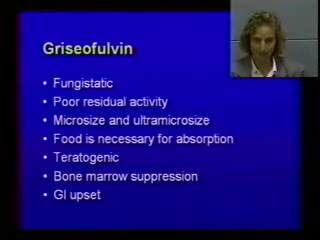 Griseofulvin
• Fungistatic
• Poor residual activity
• Microsize and ultramicrosize
• Food is necessary for absorption
• Teratogenic
• Bone marrow suppression
• GI upset